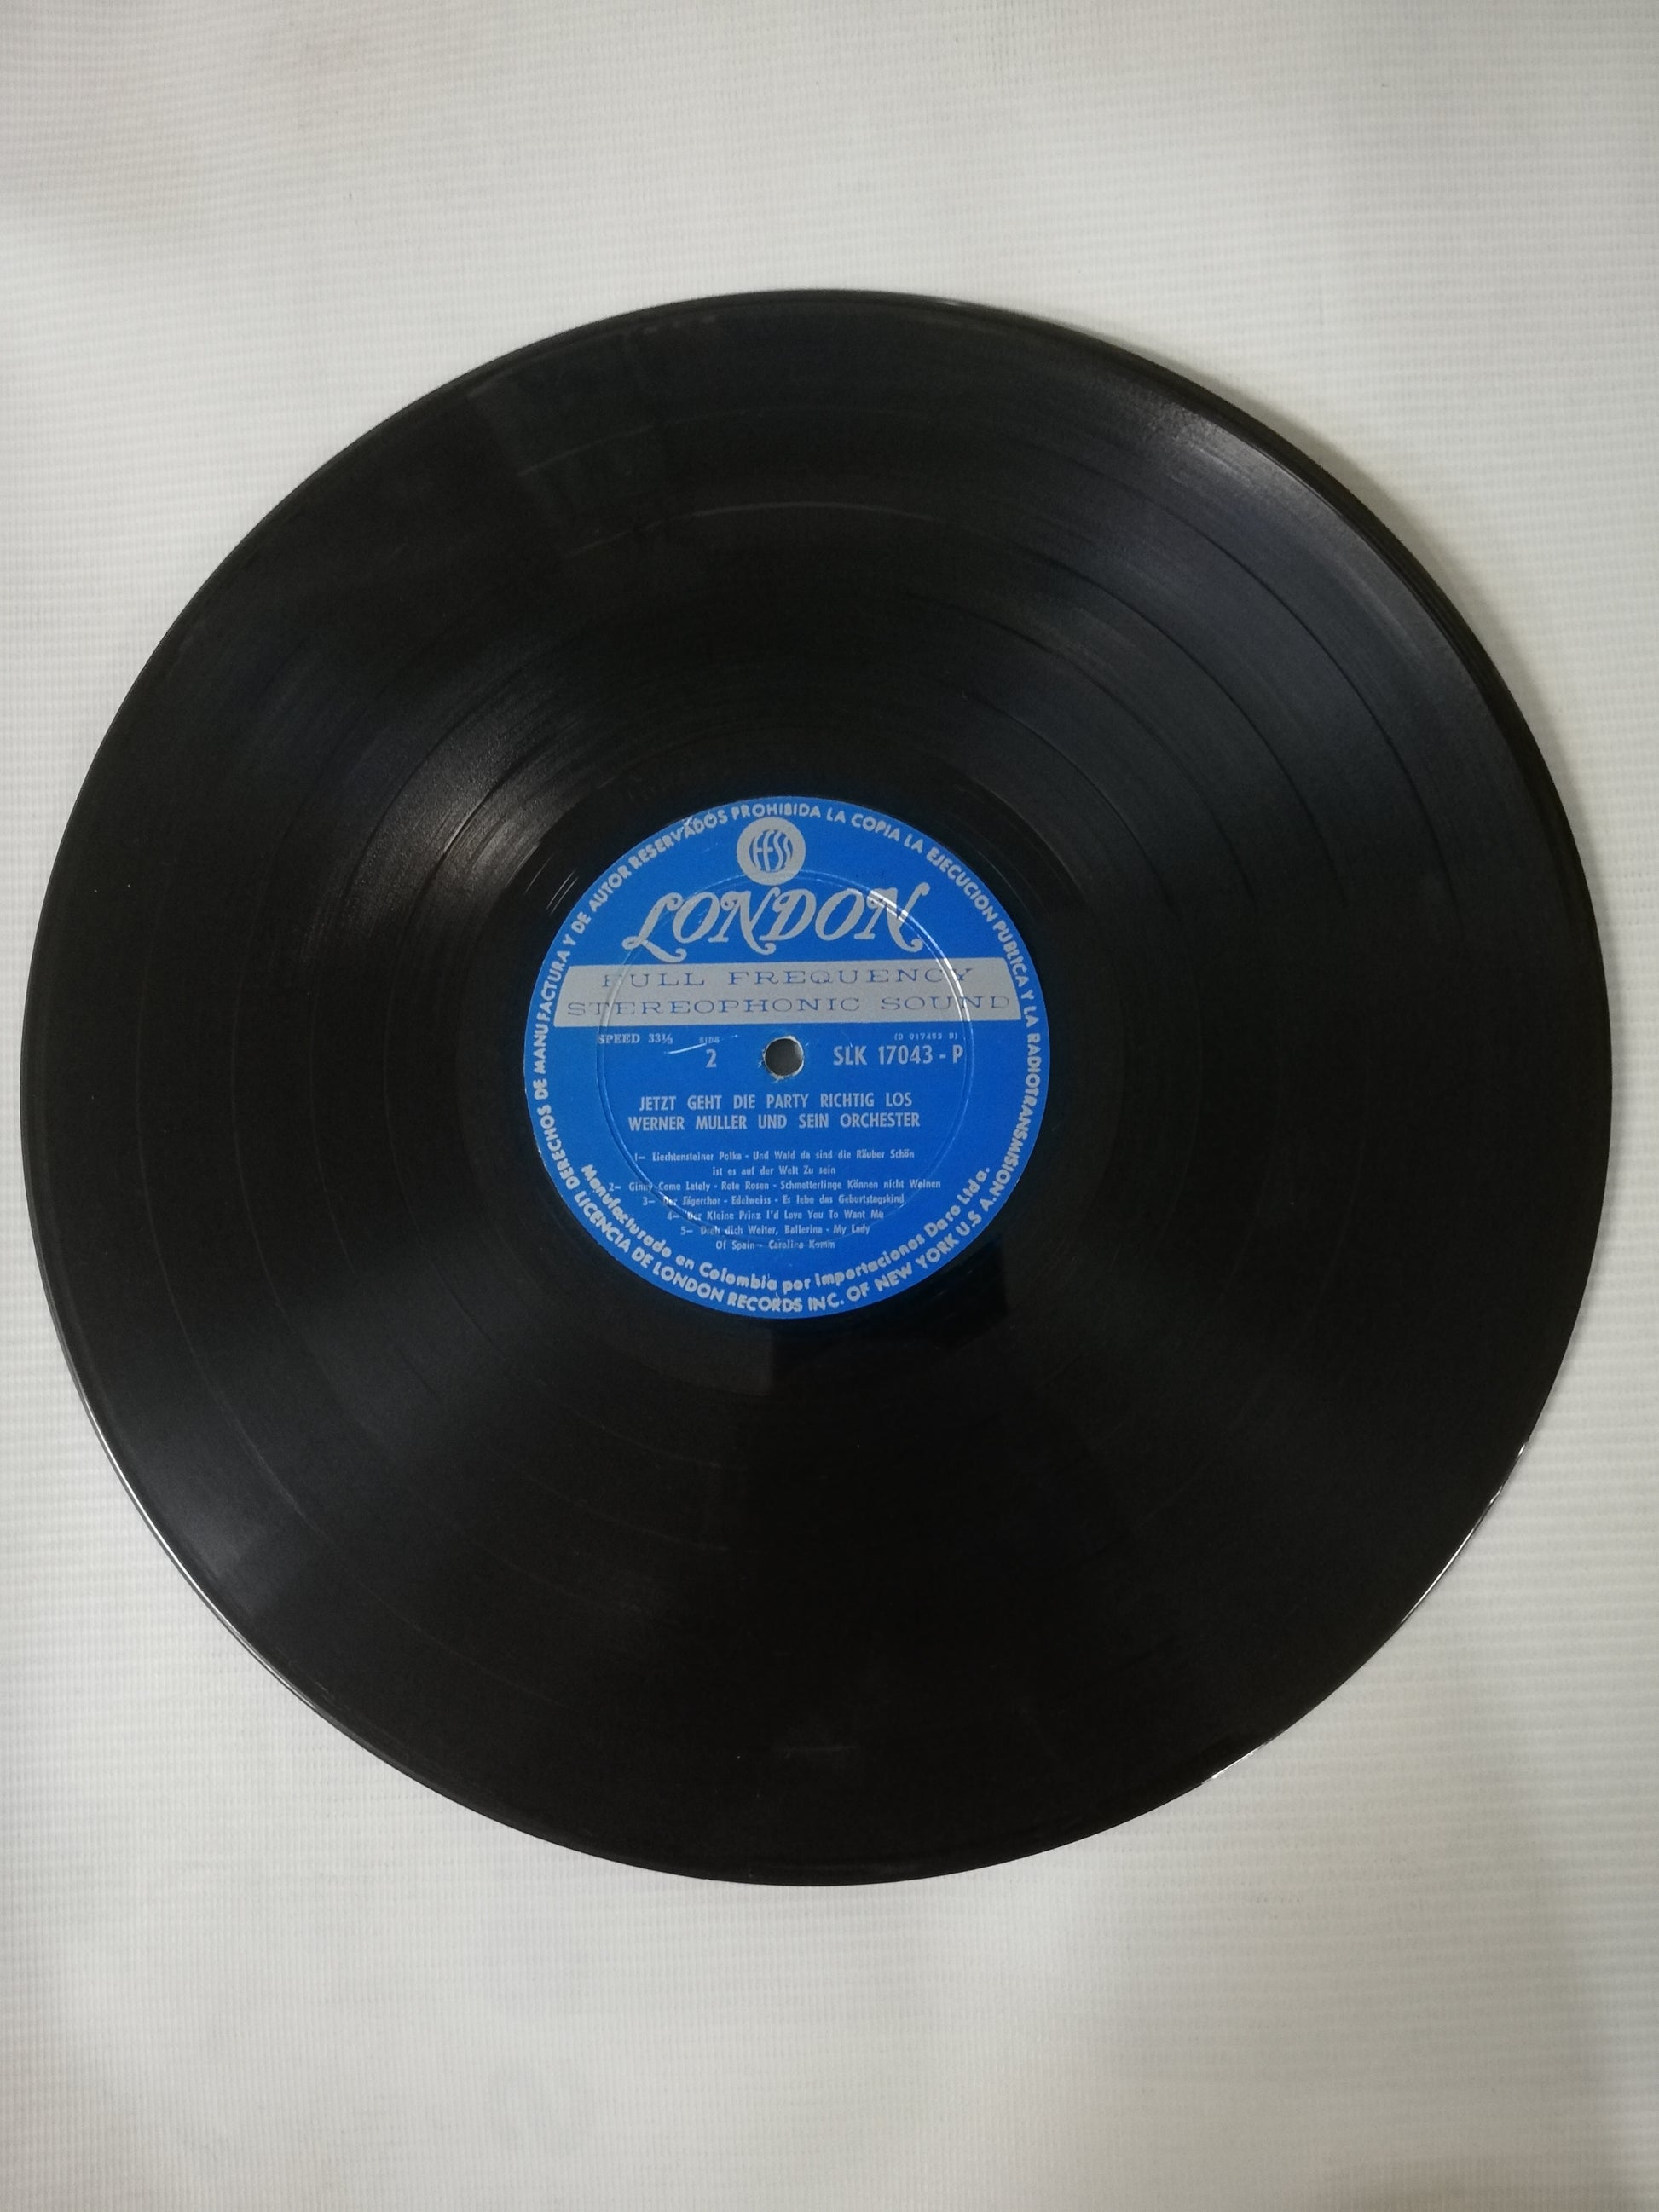 DERECHOS DE MANUFACTURA Y DE AUTOR RESERVADOS PROHIBIDA LA COPIA LA EJECUCION PUBLICA Y LA RADIOTRANSMISION
ffss
LONDON
FULL FREQUENCY
STEREOPHONIC SOUND
SPEED 33⅓
SIDE
2
(D 017453 B)
SLK 17043 - P
JETZT GEHT DIE PARTY RICHTIG LOS
WERNER MULLER UND SEIN ORCHESTER
1— Liechtensteiner Polka - Und Wald da sind die Räuber Schön
ist es auf der Welt Zu sein
2— Ginny Come Lately - Rote Rosen - Schmetterlinge Können nicht Weinen
3— Der Jägerchor - Edelweiss - Es lebe das Geburtstagskind
4— Der Kleine Prinz I'd Love You To Want Me
5— Dreh dich Weiter, Ballerina - My Lady
Of Spain - Carolina Komm
Manufacturado en Colombia por Importaciones Daro Ltda.
LICENCIA DE LONDON RECORDS INC. OF NEW YORK U.S A.